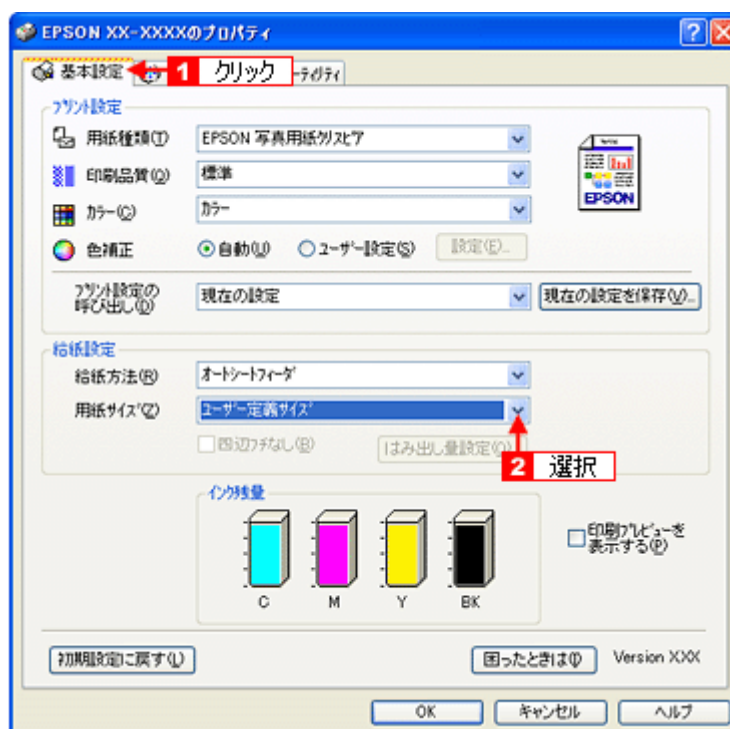 EPSON XX-XXXXのプロパティ
基本設定 1 クリック ーティリティ
プリント設定
用紙種類(T) EPSON 写真用紙クリスピア
印刷品質(Q) 標準
カラー(C) カラー
EPSON
色補正 自動(U) ユーザー設定(S) 設定(E)...
プリント設定の
呼び出し(D) 現在の設定 現在の設定を保存(V)...
給紙設定
給紙方法(R) オートシートフィーダ
用紙サイズ(Z) ユーザー定義サイズ
四辺フチなし(B) はみ出し量設定(O)
2 選択
インク残量
C M Y BK
印刷プレビューを
表示する(P)
初期設定に戻す(L) 困ったときは(I) Version X.XX
OK キャンセル ヘルプ